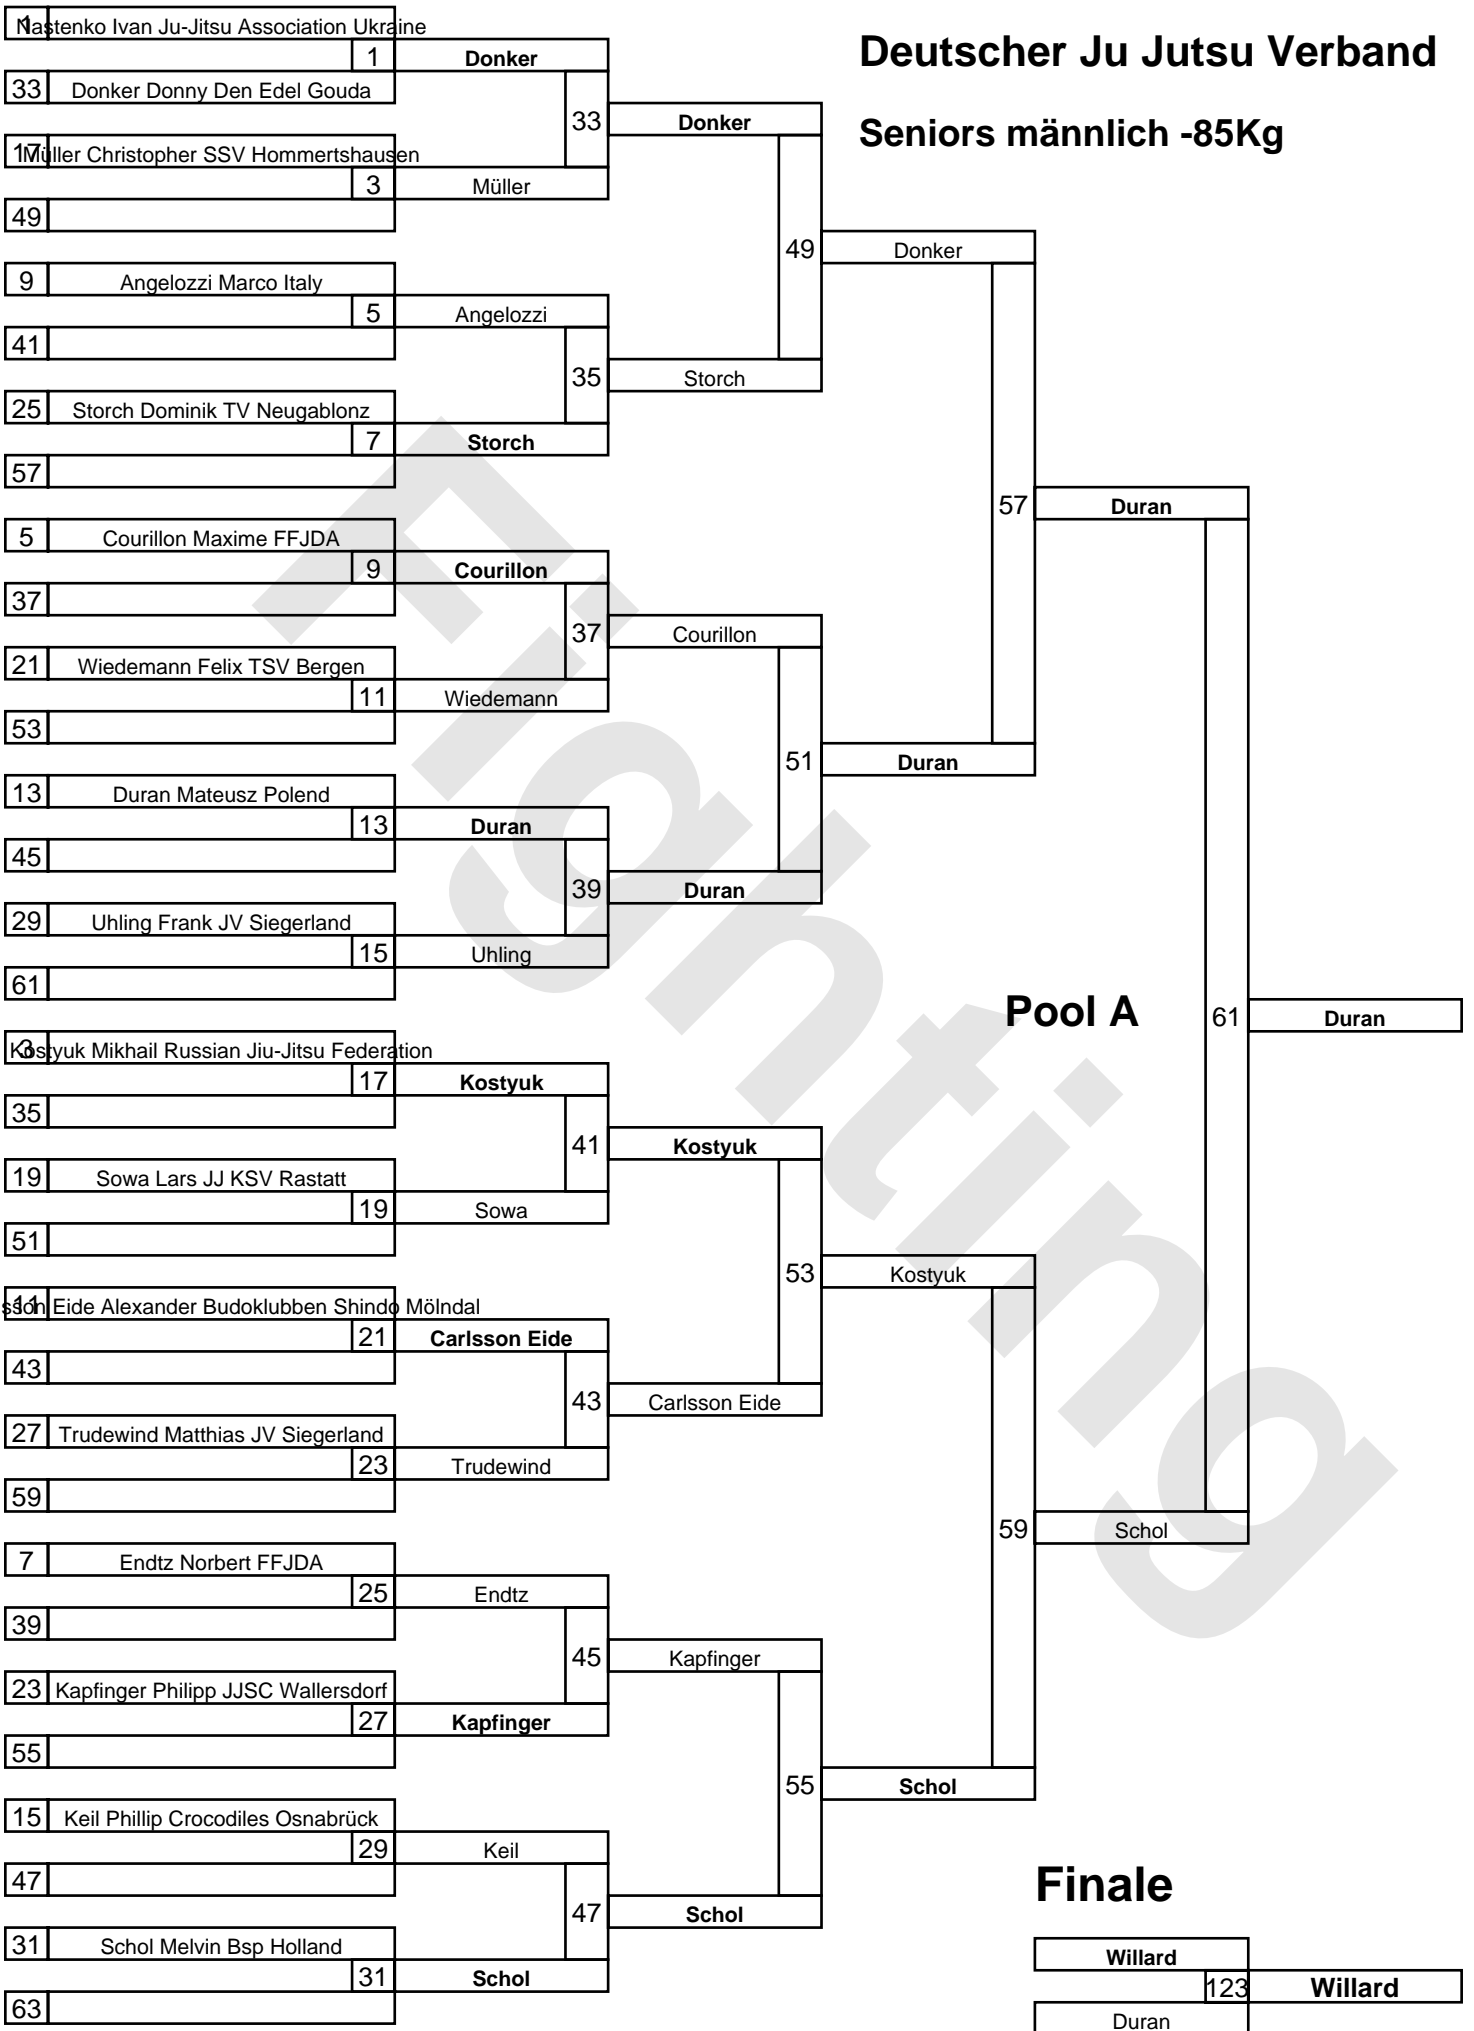 Deutscher Ju Jutsu Verband
Seniors männlich -85Kg
1 Nastenko Ivan Ju-Jitsu Association Ukraine
1 Donker
33 Donker Donny Den Edel Gouda
33 Donker
17 Müller Christopher SSV Hommertshausen
3 Müller
49
49 Donker
9 Angelozzi Marco Italy
5 Angelozzi
41
35 Storch
25 Storch Dominik TV Neugablonz
7 Storch
57
57 Duran
5 Courillon Maxime FFJDA
9 Courillon
37
37 Courillon
21 Wiedemann Felix TSV Bergen
11 Wiedemann
53
51 Duran
13 Duran Mateusz Polend
13 Duran
45
39 Duran
29 Uhling Frank JV Siegerland
15 Uhling
61
Pool A
61 Duran
3 Kostyuk Mikhail Russian Jiu-Jitsu Federation
17 Kostyuk
35
41 Kostyuk
19 Sowa Lars JJ KSV Rastatt
19 Sowa
51
53 Kostyuk
11 sson Eide Alexander Budoklubben Shindo Mölndal
21 Carlsson Eide
43
43 Carlsson Eide
27 Trudewind Matthias JV Siegerland
23 Trudewind
59
59 Schol
7 Endtz Norbert FFJDA
25 Endtz
39
45 Kapfinger
23 Kapfinger Philipp JJSC Wallersdorf
27 Kapfinger
55
55 Schol
15 Keil Phillip Crocodiles Osnabrück
29 Keil
47
47 Schol
31 Schol Melvin Bsp Holland
31 Schol
63
Finale
Willard
123 Willard
Duran
Fighting